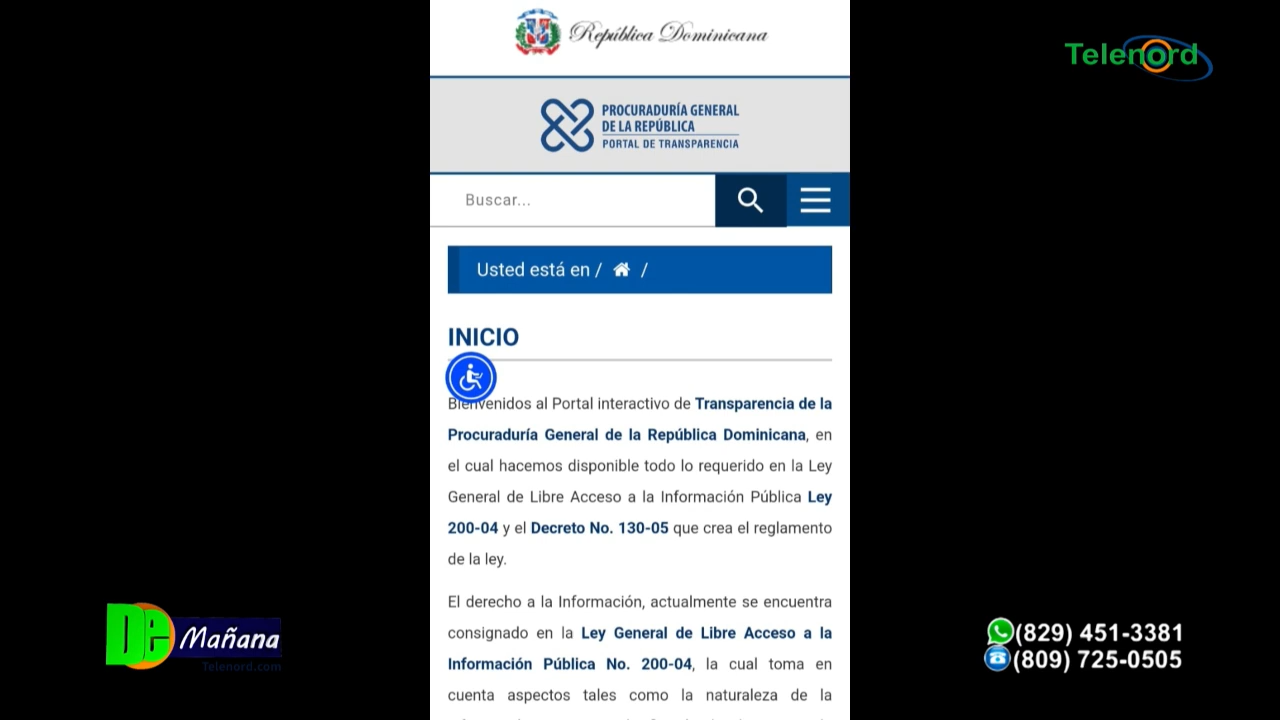 República Dominicana
Telenord
PROCURADURÍA GENERAL
DE LA REPÚBLICA
PORTAL DE TRANSPARENCIA
Buscar...
Usted está en / /
INICIO
Bienvenidos al Portal interactivo de Transparencia de la
Procuraduría General de la República Dominicana, en
el cual hacemos disponible todo lo requerido en la Ley
General de Libre Acceso a la Información Pública Ley
200-04 y el Decreto No. 130-05 que crea el reglamento
de la ley.
El derecho a la Información, actualmente se encuentra
consignado en la Ley General de Libre Acceso a la
Información Pública No. 200-04, la cual toma en
cuenta aspectos tales como la naturaleza de la
De Mañana
Telenord.com
(829) 451-3381
(809) 725-0505